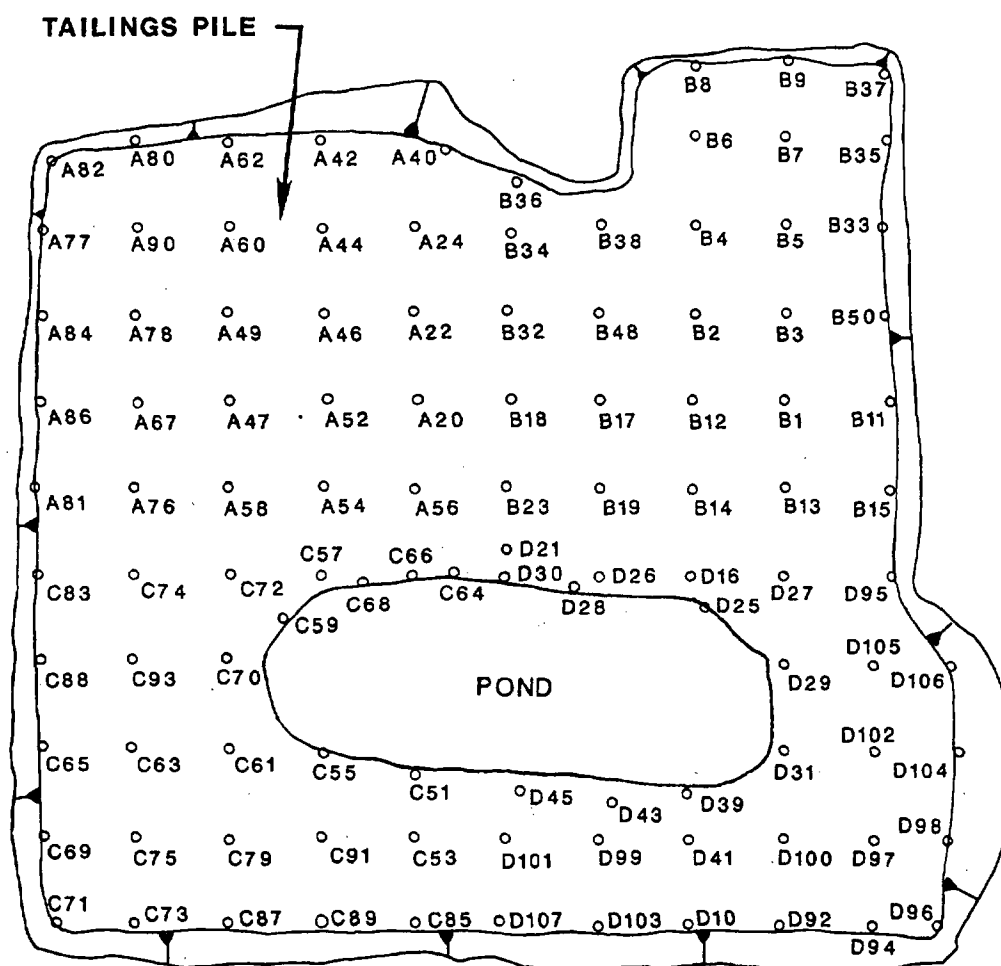 TAILINGS PILE
B8 B9 B37
B6 B7 B35
A82 A80 A62 A42 A40
B36
A77 A90 A60 A44 A24 B34 B38 B4 B5 B33
A84 A78 A49 A46 A22 B32 B48 B2 B3 B50
A86 A67 A47 A52 A20 B18 B17 B12 B1 B11
A81 A76 A58 A54 A56 B23 B19 B14 B13 B15
D21
C57 C66
C83 C74 C72 C68 C64 D30 D28 D26 D16 D25 D27 D95
C59
D105
C88 C93 C70 POND D29 D106
D102
C65 C63 C61 C55 D31 D104
C51 D45 D43 D39
D98
C69 C75 C79 C91 C53 D101 D99 D41 D100 D97
C71 C73 C87 C89 C85 D107 D103 D10 D92 D96
D94